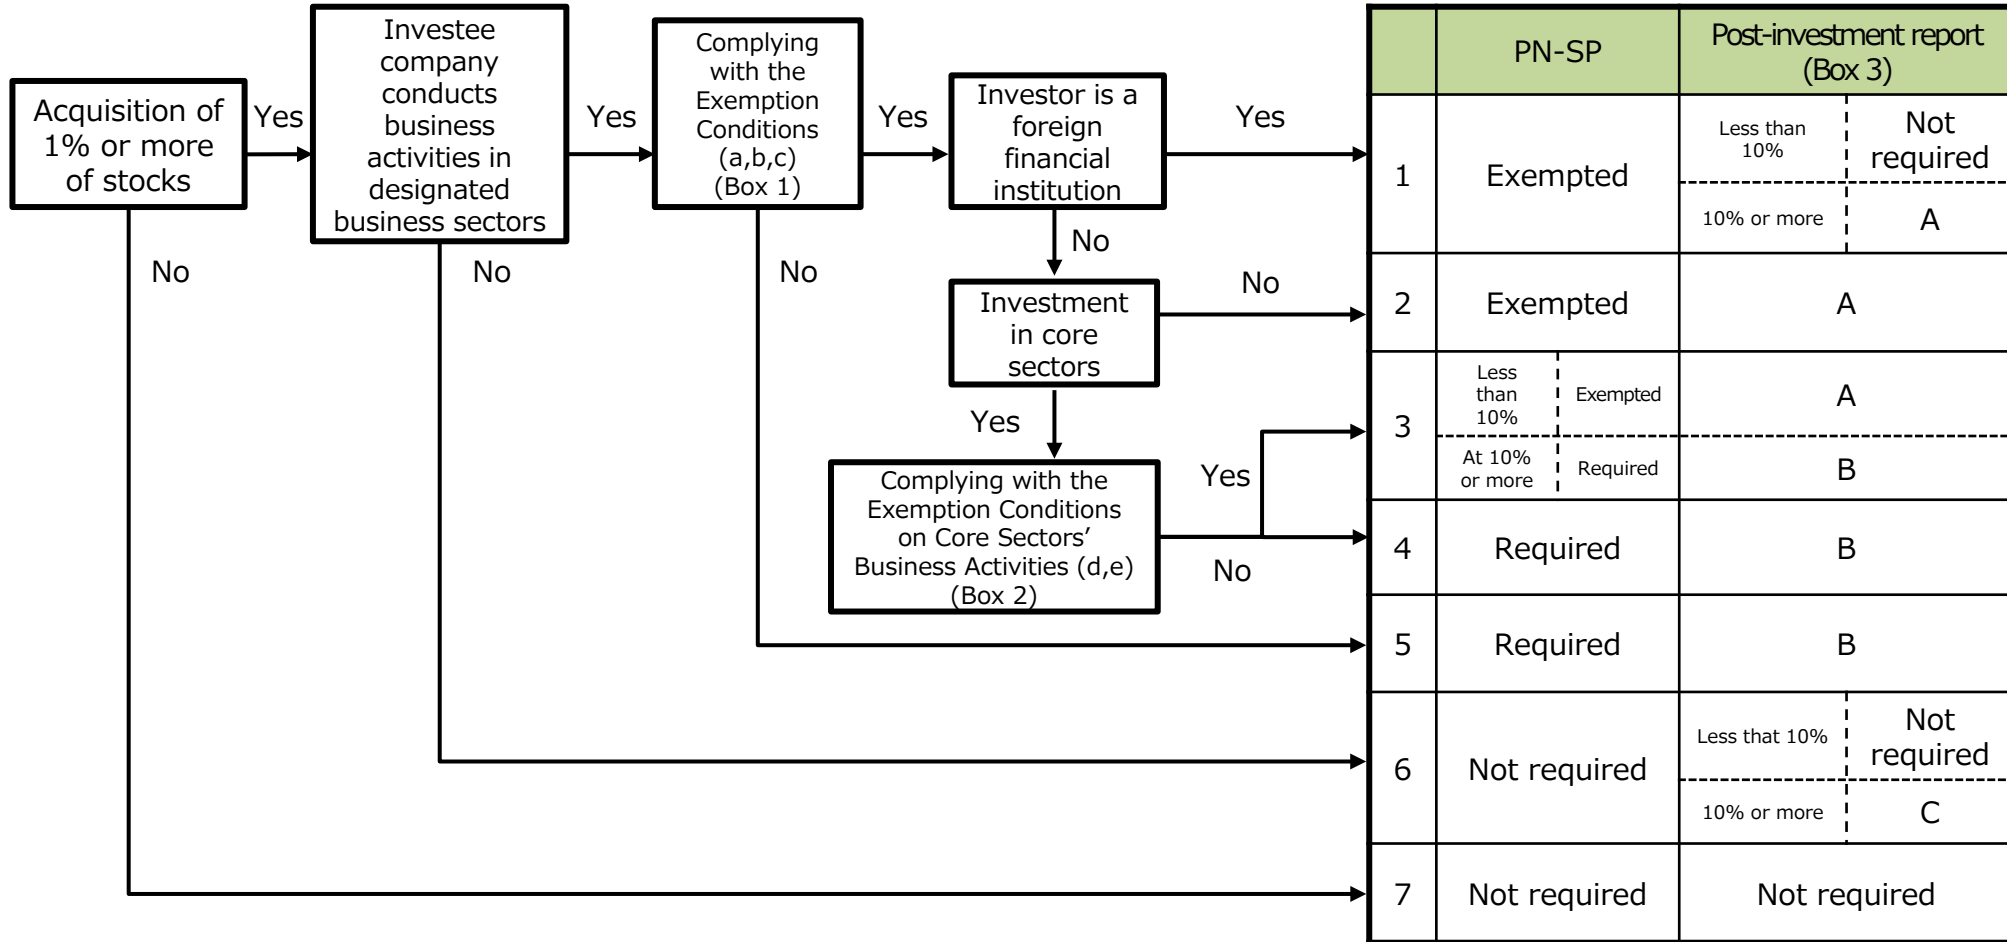 Acquisition of
1% or more
of stocks
Yes
No
Investee
company
conducts
business
activities in
designated
business sectors
Yes
No
Complying
with the
Exemption
Conditions
(a,b,c)
(Box 1)
Yes
No
Investor is a
foreign
financial
institution
Yes
No
Investment
in core
sectors
No
Yes
Complying with the
Exemption Conditions
on Core Sectors’
Business Activities (d,e)
(Box 2)
Yes
No
PN-SP
Post-investment report
(Box 3)
1
Exempted
Less than
10%
Not
required
10% or more
A
2
Exempted
A
3
Less
than
10%
Exempted
A
At 10%
or more
Required
B
4
Required
B
5
Required
B
6
Not required
Less that 10%
Not
required
10% or more
C
7
Not required
Not required